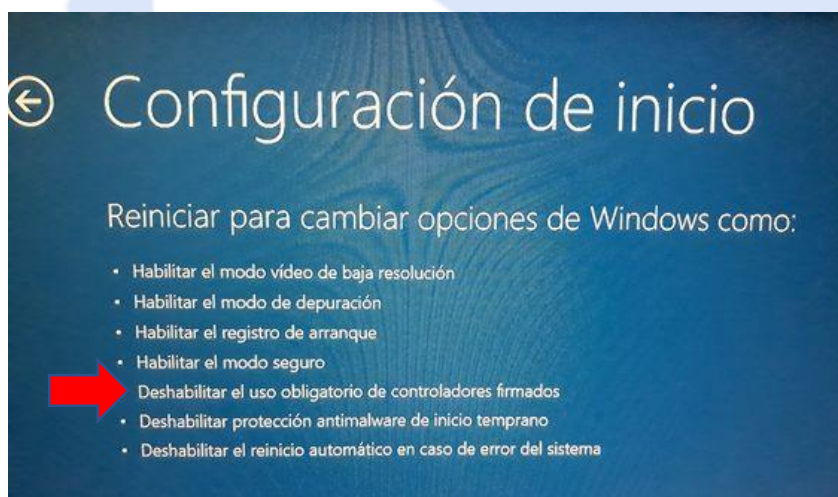 Configuración de inicio
Reiniciar para cambiar opciones de Windows como:
• Habilitar el modo vídeo de baja resolución
• Habilitar el modo de depuración
• Habilitar el registro de arranque
• Habilitar el modo seguro
Deshabilitar el uso obligatorio de controladores firmados
• Deshabilitar protección antimalware de inicio temprano
• Deshabilitar el reinicio automático en caso de error del sistema